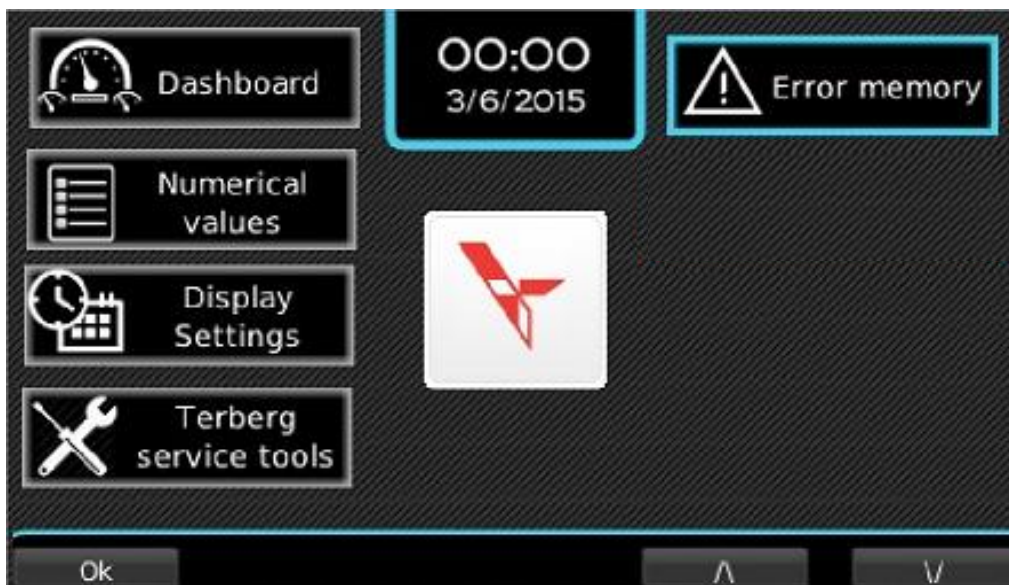 Dashboard
00:00
3/6/2015
Error memory
Numerical
values
Display
Settings
Terberg
service tools
Ok
/\
\/